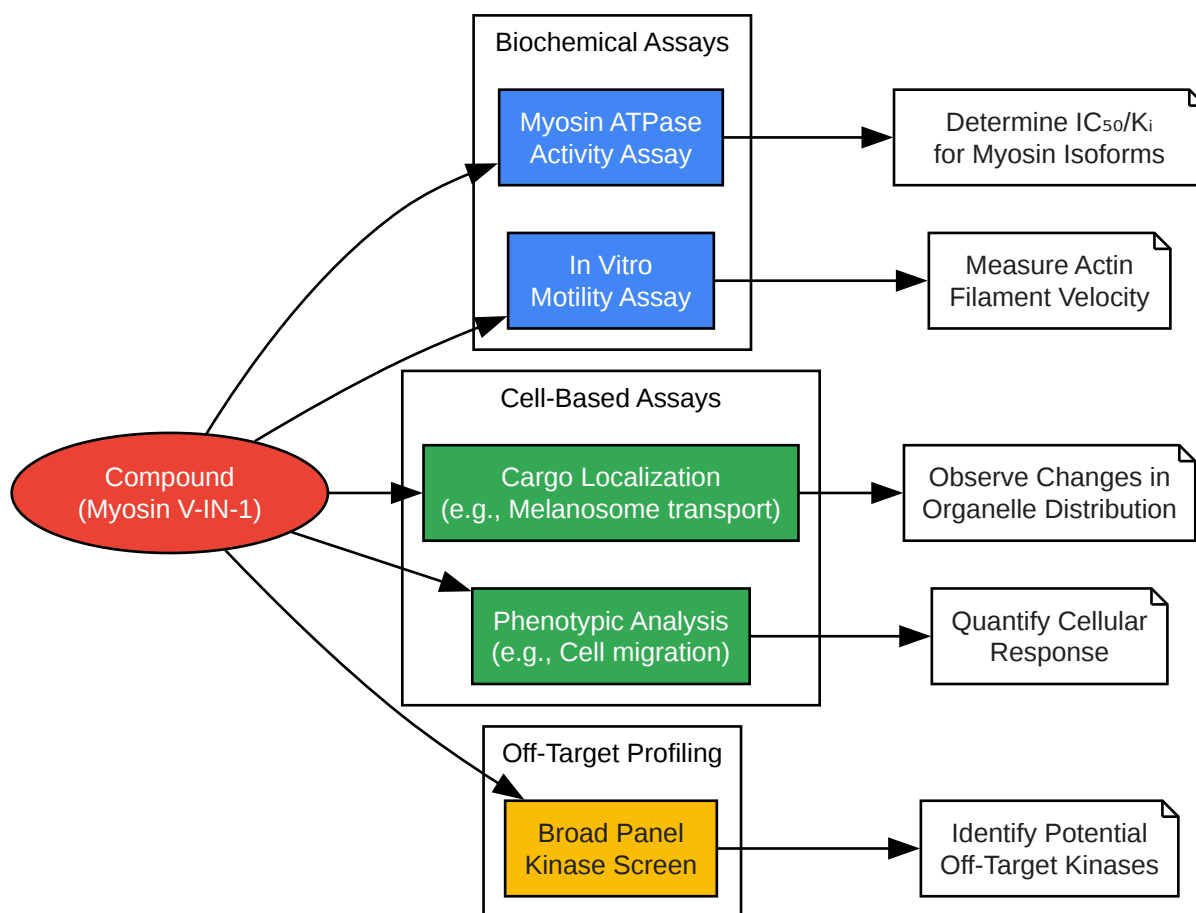 Biochemical Assays
Myosin ATPase
Activity Assay
Determine IC₅₀/Kᵢ
for Myosin Isoforms
In Vitro
Motility Assay
Measure Actin
Filament Velocity
Cell-Based Assays
Compound
(Myosin V-IN-1)
Cargo Localization
(e.g., Melanosome transport)
Observe Changes in
Organelle Distribution
Phenotypic Analysis
(e.g., Cell migration)
Quantify Cellular
Response
Off-Target Profiling
Broad Panel
Kinase Screen
Identify Potential
Off-Target Kinases